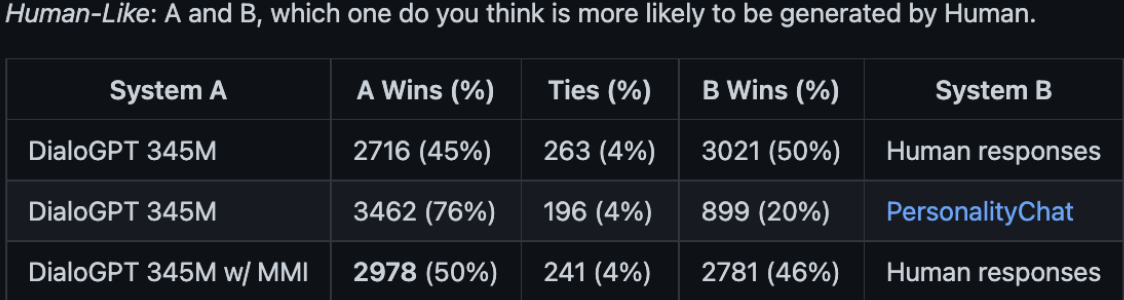 Human-Like: A and B, which one do you think is more likely to be generated by Human.
System A A Wins (%) Ties (%) B Wins (%) System B
DialoGPT 345M 2716 (45%) 263 (4%) 3021 (50%) Human responses
DialoGPT 345M 3462 (76%) 196 (4%) 899 (20%) PersonalityChat
DialoGPT 345M w/ MMI 2978 (50%) 241 (4%) 2781 (46%) Human responses